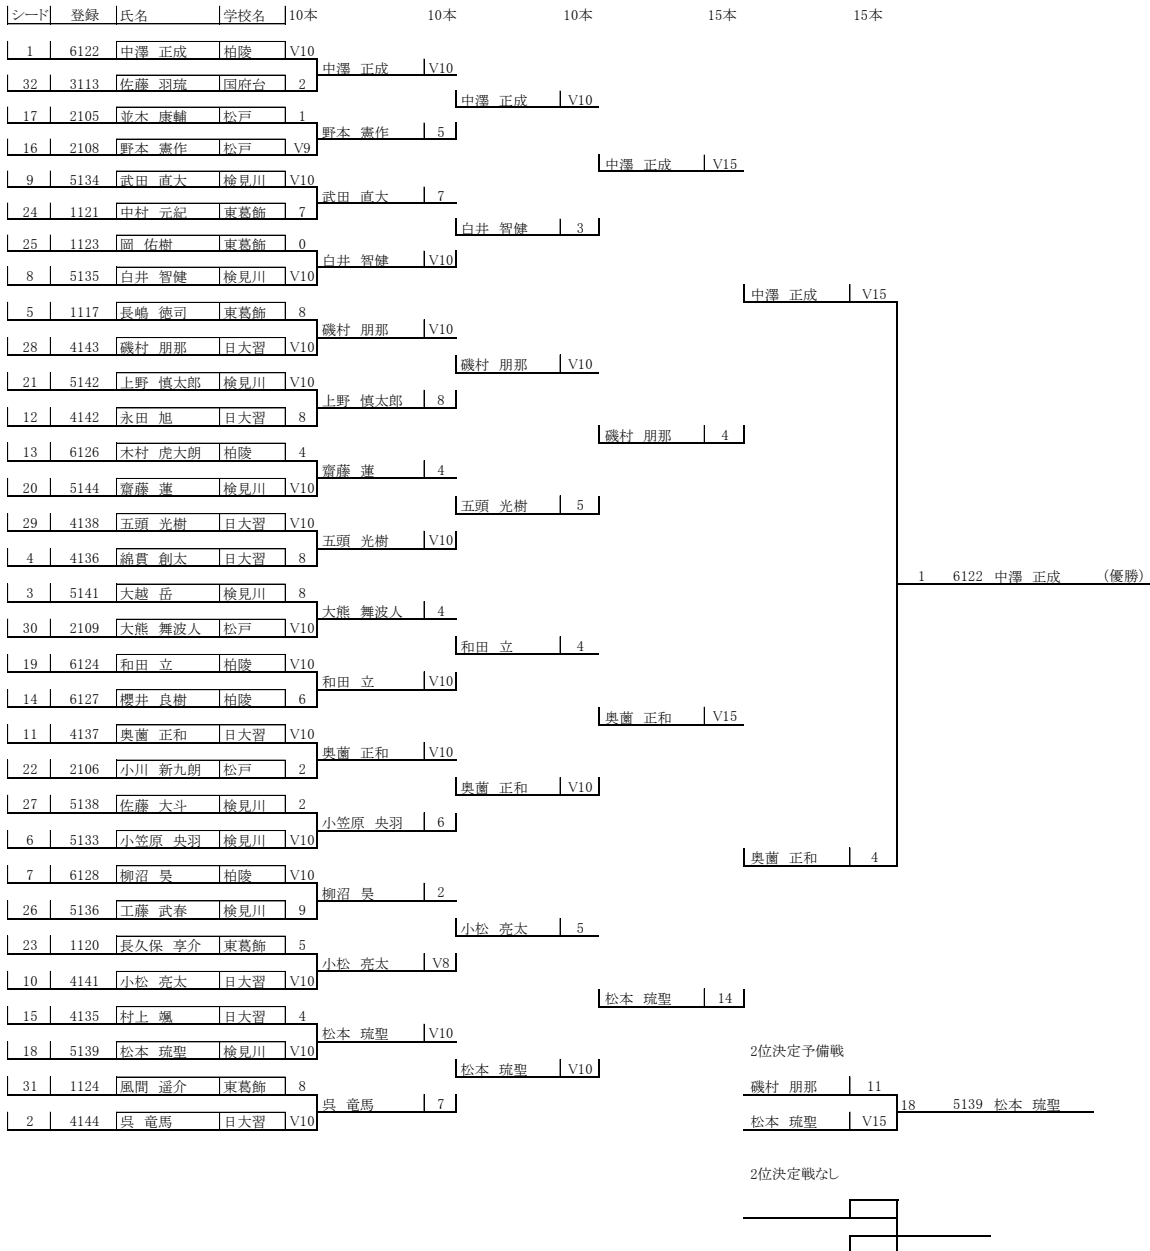 シード 登録 氏名 学校名 10本 10本 10本 15本 15本
1 6122 中澤 正成 柏陵 V10
中澤 正成 V10
32 3113 佐藤 羽琉 国府台 2
中澤 正成 V10
17 2105 並木 康輔 松戸 1
野本 憲作 5
16 2108 野本 憲作 松戸 V9
中澤 正成 V15
9 5134 武田 直大 検見川 V10
武田 直大 7
24 1121 中村 元紀 東葛飾 7
白井 智健 3
25 1123 岡 佑樹 東葛飾 0
白井 智健 V10
8 5135 白井 智健 検見川 V10
中澤 正成 V15
5 1117 長嶋 徳司 東葛飾 8
磯村 朋那 V10
28 4143 磯村 朋那 日大習 V10
磯村 朋那 V10
21 5142 上野 慎太郎 検見川 V10
上野 慎太郎 8
12 4142 永田 旭 日大習 8
磯村 朋那 4
13 6126 木村 虎大朗 柏陵 4
齋藤 蓮 4
20 5144 齋藤 蓮 検見川 V10
五頭 光樹 5
29 4138 五頭 光樹 日大習 V10
五頭 光樹 V10
4 4136 綿貫 創太 日大習 8
1 6122 中澤 正成 (優勝)
3 5141 大越 岳 検見川 8
大熊 舞波人 4
30 2109 大熊 舞波人 松戸 V10
和田 立 4
19 6124 和田 立 柏陵 V10
和田 立 V10
14 6127 櫻井 良樹 柏陵 6
奥薗 正和 V15
11 4137 奥薗 正和 日大習 V10
奥薗 正和 V10
22 2106 小川 新九朗 松戸 2
奥薗 正和 V10
27 5138 佐藤 大斗 検見川 2
小笠原 央羽 6
6 5133 小笠原 央羽 検見川 V10
奥薗 正和 4
7 6128 柳沼 昊 柏陵 V10
柳沼 昊 2
26 5136 工藤 武春 検見川 9
小松 亮太 5
23 1120 長久保 享介 東葛飾 5
小松 亮太 V8
10 4141 小松 亮太 日大習 V10
松本 琉聖 14
15 4135 村上 颯 日大習 4
松本 琉聖 V10
18 5139 松本 琉聖 検見川 V10
2位決定予備戦
松本 琉聖 V10
31 1124 風間 遥介 東葛飾 8
磯村 朋那 11
呉 竜馬 7
18 5139 松本 琉聖
2 4144 呉 竜馬 日大習 V10
松本 琉聖 V15
2位決定戦なし